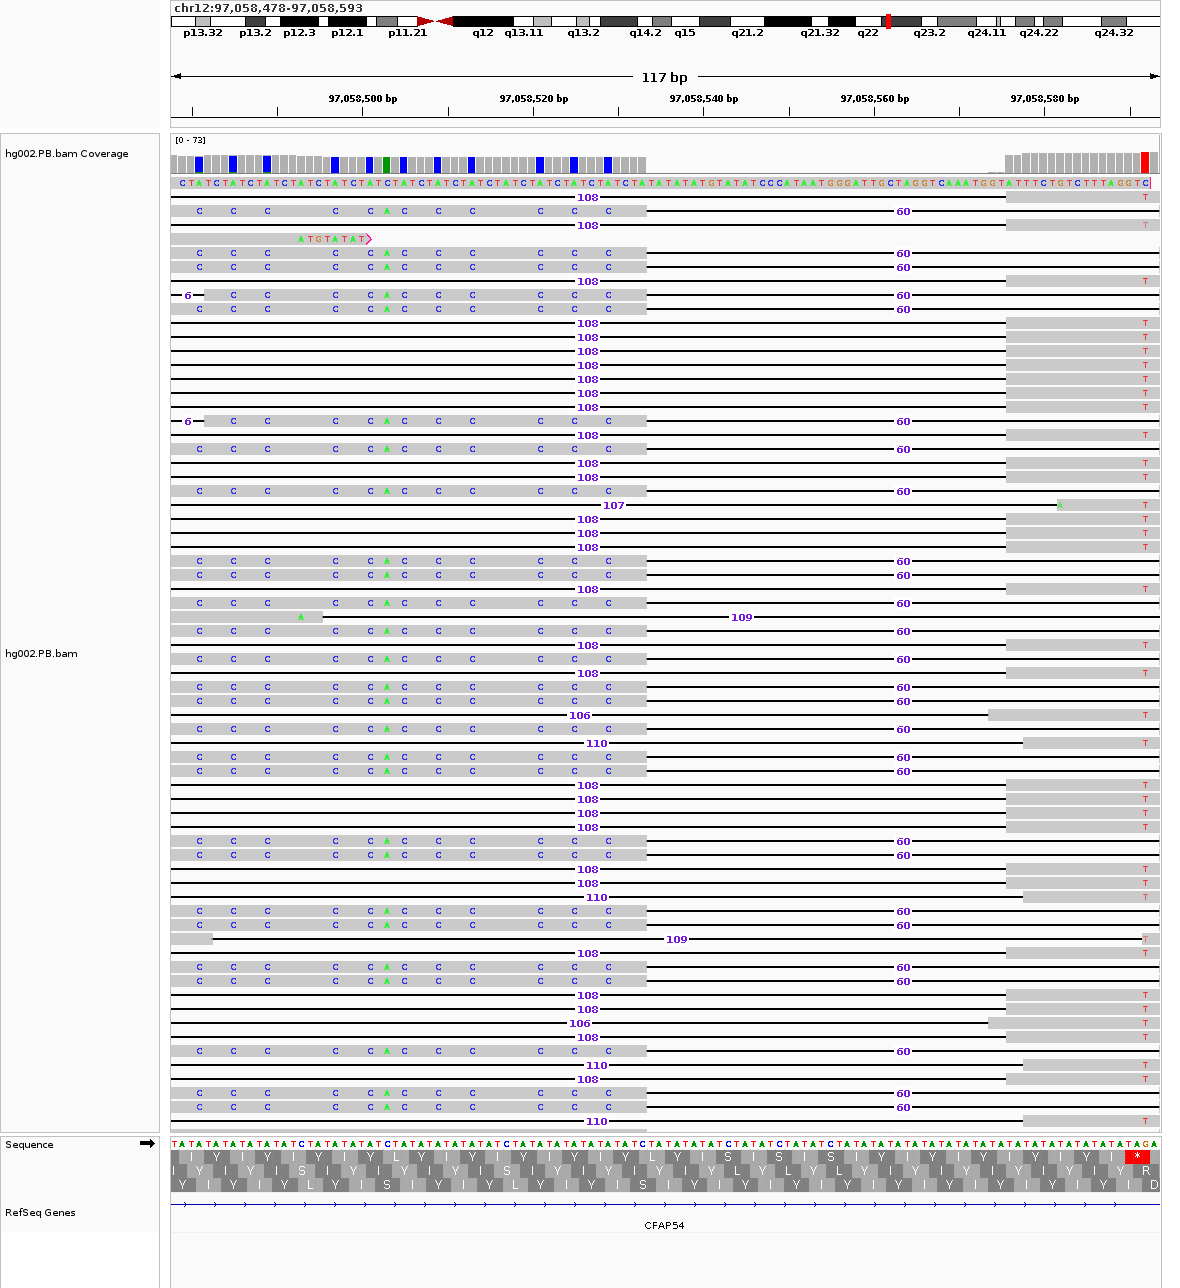 chr12:97,058,478-97,058,593
p13.32 p13.2 p12.3 p12.1 p11.21 q12 q13.11 q13.2 q14.2 q15 q21.2 q21.32 q22 q23.2 q24.11 q24.22 q24.32
117 bp
97,058,500 bp 97,058,520 bp 97,058,540 bp 97,058,560 bp 97,058,580 bp
[0 - 73]
hg002.PB.bam Coverage
CTATCTATCTATCTATCTATCTATCTATCTATCTATCTATCTATCTATCTATCTATATATATGTATATCCCATAATGGGATTGCTAGGTCAAATGGTATTTCTGTCTTTAGGTC
108 T
C C C C C A C C C C C C 60
108 T
A T G T A T A T
C C C C C A C C C C C C 60
C C C C C A C C C C C C 60
108 T
6 C C C C A C C C C C C 60
C C C C C A C C C C C C 60
108 T
108 T
108 T
108 T
108 T
108 T
108 T
6 C C C C A C C C C C C 60
108 T
C C C C C A C C C C C C 60
108 T
108 T
C C C C C A C C C C C C 60
107 A T
108 T
108 T
108 T
C C C C C A C C C C C C 60
C C C C C A C C C C C C 60
108 T
C C C C C A C C C C C C 60
A 109
C C C C C A C C C C C C 60
108 T
hg002.PB.bam
C C C C C A C C C C C C 60
108 T
C C C C C A C C C C C C 60
C C C C C A C C C C C C 60
106 T
C C C C C A C C C C C C 60
110 T
C C C C C A C C C C C C 60
C C C C C A C C C C C C 60
108 T
108 T
108 T
108 T
C C C C C A C C C C C C 60
C C C C C A C C C C C C 60
108 T
108 T
110 T
C C C C C A C C C C C C 60
C C C C C A C C C C C C 60
109 T
108 T
C C C C C A C C C C C C 60
C C C C C A C C C C C C 60
108 T
108 T
106 T
108 T
C C C C C A C C C C C C 60
110 T
108 T
C C C C C A C C C C C C 60
C C C C C A C C C C C C 60
110 T
Sequence
TATATATATATATATCTATATATATCTATATATATATATCTATATATATATATATCTATATATATCTATATCTATATCTATATATATATATATATATATATATATATATATATAGA
I Y I Y I Y I Y L Y I Y I Y I Y I Y I Y L Y I S I S I S I Y I Y I Y I Y I Y I *
I Y I Y I S I Y I Y I Y I S I Y I Y I Y I Y L Y L Y L Y I Y I Y I Y I Y I Y R
Y I Y I Y L Y I S I Y I Y L Y I Y I S I Y I Y I Y I Y I Y I Y I Y I Y I Y I D
RefSeq Genes
CFAP54